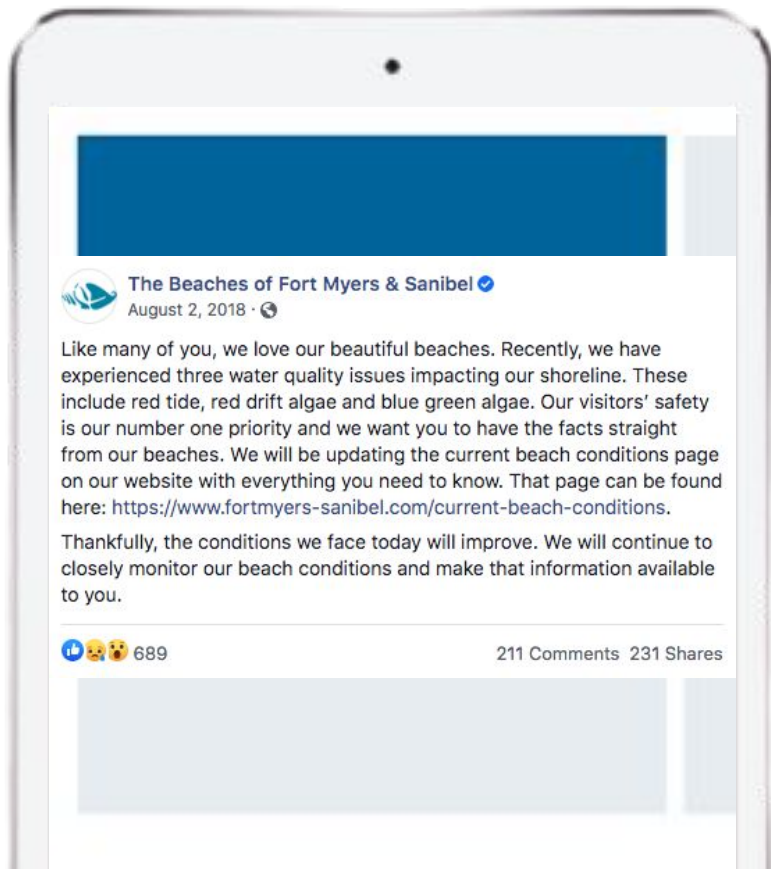 The Beaches of Fort Myers & Sanibel
August 2, 2018 ·
Like many of you, we love our beautiful beaches. Recently, we have
experienced three water quality issues impacting our shoreline. These
include red tide, red drift algae and blue green algae. Our visitors' safety
is our number one priority and we want you to have the facts straight
from our beaches. We will be updating the current beach conditions page
on our website with everything you need to know. That page can be found
here: https://www.fortmyers-sanibel.com/current-beach-conditions.
Thankfully, the conditions we face today will improve. We will continue to
closely monitor our beach conditions and make that information available
to you.
689 211 Comments 231 Shares